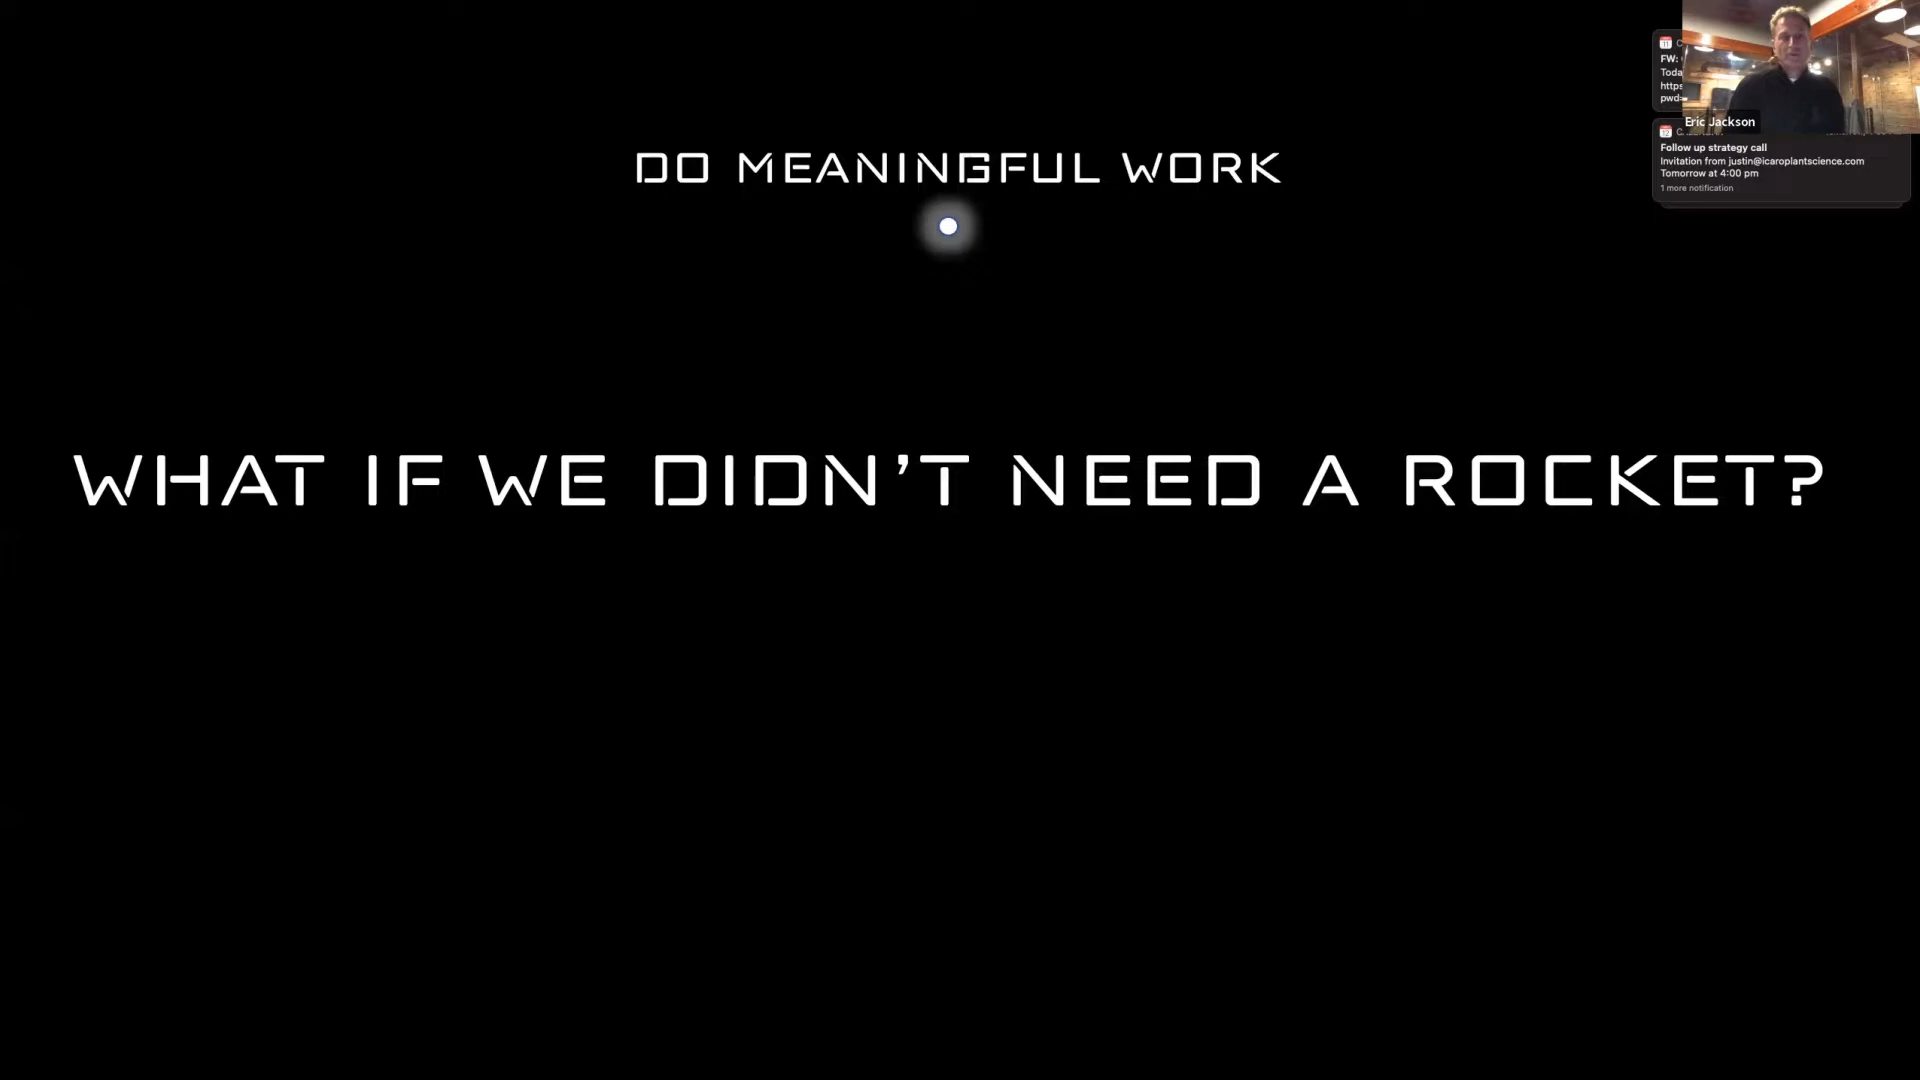 DO MEANINGFUL WORK
WHAT IF WE DIDN'T NEED A ROCKET?
FW:
Toda
https
pwd=
Eric Jackson
Follow up strategy call
Invitation from justin@icaroplantscience.com
Tomorrow at 4:00 pm
1 more notification